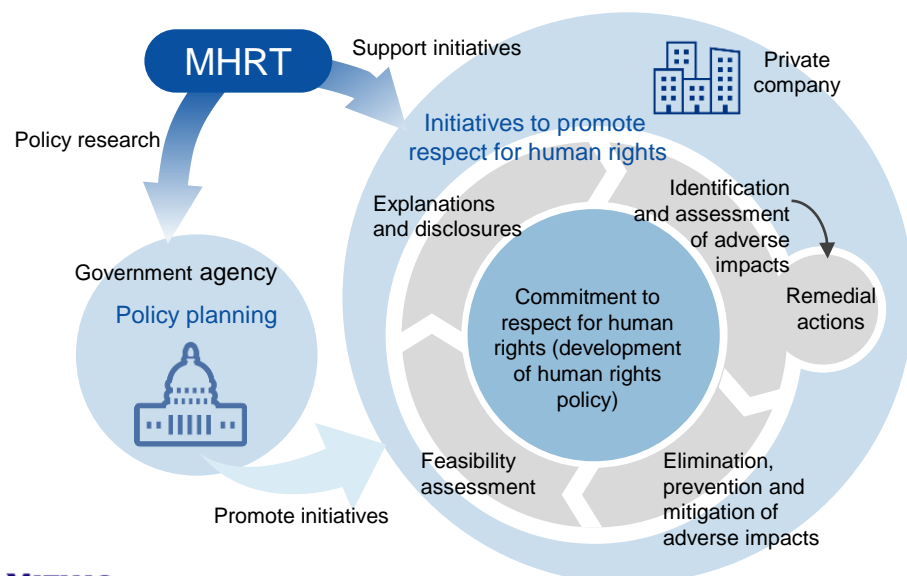 MHRT
Support initiatives
Policy research
Private
company
Initiatives to promote
respect for human rights
Explanations
and disclosures
Identification
and assessment
of adverse
impacts
Remedial
actions
Government agency
Policy planning
Commitment to
respect for human
rights (development
of human rights
policy)
Feasibility
assessment
Elimination,
prevention and
mitigation of
adverse impacts
Promote initiatives